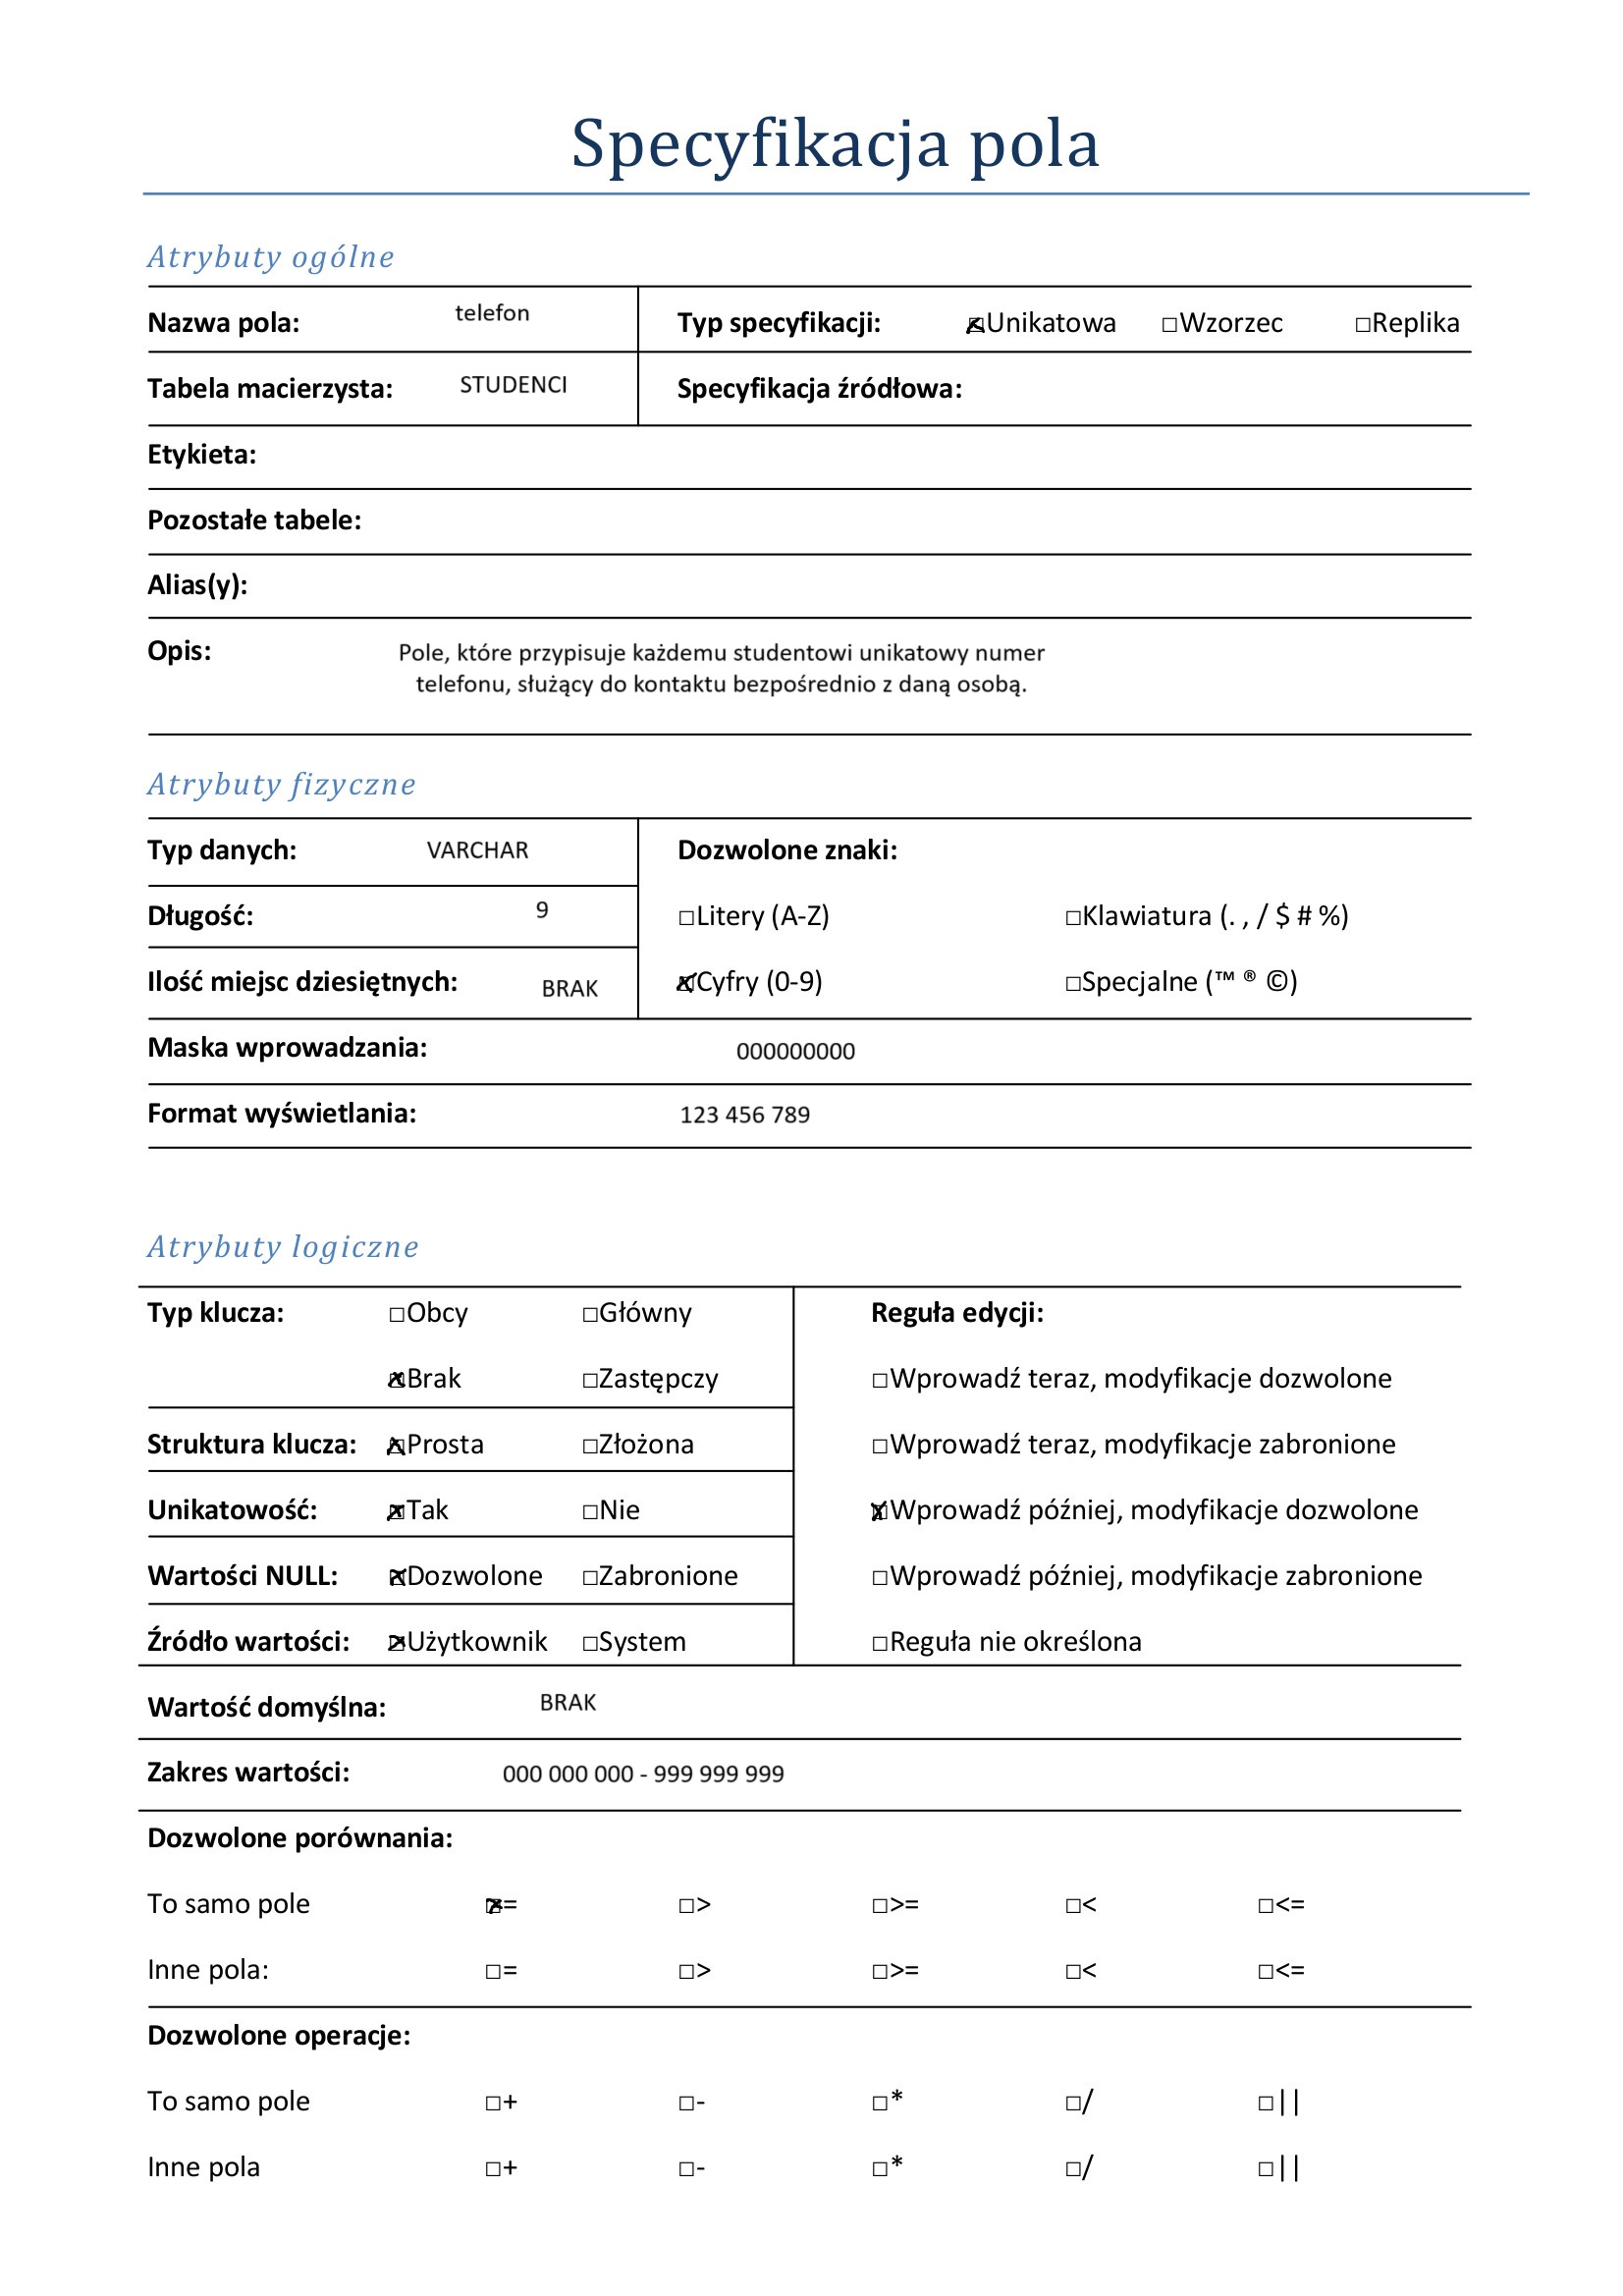 Specyfikacja pola
Atrybuty ogólne
Nazwa pola: telefon Typ specyfikacji: ☒Unikatowa □Wzorzec □Replika
Tabela macierzysta: STUDENCI Specyfikacja źródłowa:
Etykieta:
Pozostałe tabele:
Alias(y):
Opis: Pole, które przypisuje każdemu studentowi unikatowy numer
telefonu, służący do kontaktu bezpośrednio z daną osobą.
Atrybuty fizyczne
Typ danych: VARCHAR Dozwolone znaki:
Długość: 9 □Litery (A-Z) □Klawiatura (. , / $ # %)
Ilość miejsc dziesiętnych: BRAK ☒Cyfry (0-9) □Specjalne (™ ® ©)
Maska wprowadzania: 000000000
Format wyświetlania: 123 456 789
Atrybuty logiczne
Typ klucza: □Obcy □Główny Reguła edycji:
☒Brak □Zastępczy □Wprowadź teraz, modyfikacje dozwolone
Struktura klucza: ☒Prosta □Złożona □Wprowadź teraz, modyfikacje zabronione
Unikatowość: ☒Tak □Nie ☒Wprowadź później, modyfikacje dozwolone
Wartości NULL: ☒Dozwolone □Zabronione □Wprowadź później, modyfikacje zabronione
Źródło wartości: ☒Użytkownik □System □Reguła nie określona
Wartość domyślna: BRAK
Zakres wartości: 000 000 000 - 999 999 999
Dozwolone porównania:
To samo pole ☒= □> □>= □< □<=
Inne pola: □= □> □>= □< □<=
Dozwolone operacje:
To samo pole □+ □- □* □/ □||
Inne pola □+ □- □* □/ □||